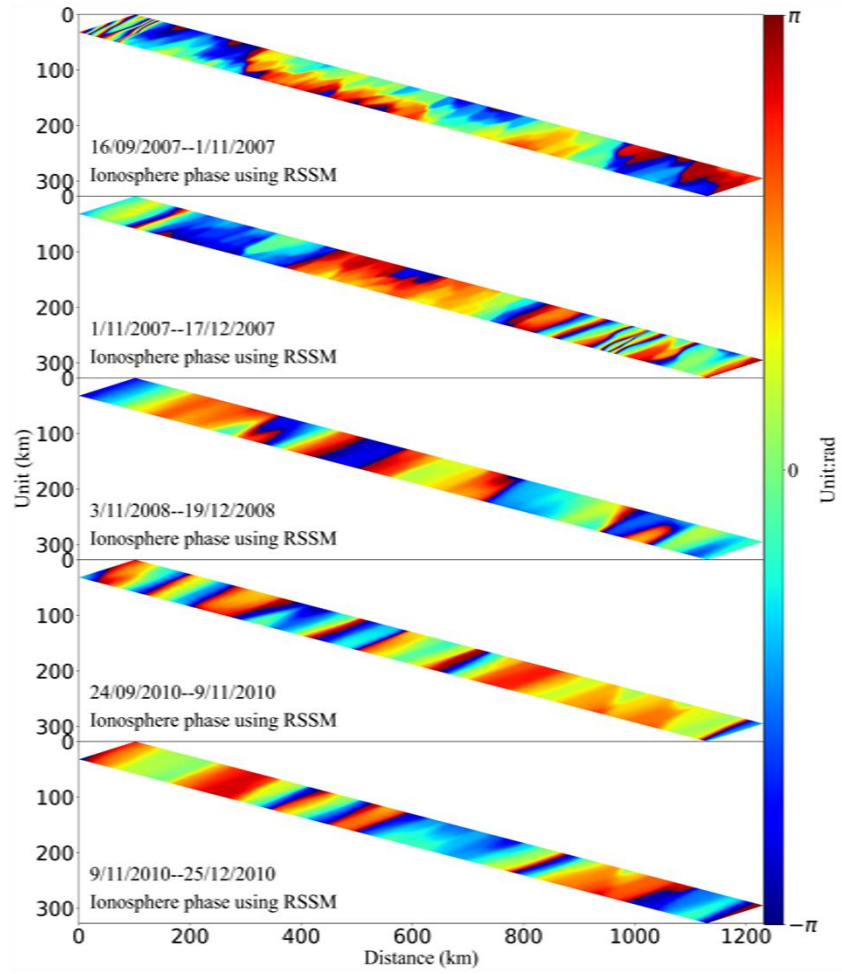 0
100
200
300
16/09/2007--1/11/2007
Ionosphere phase using RSSM
0
100
200
300
1/11/2007--17/12/2007
Ionosphere phase using RSSM
0
100
200
300
3/11/2008--19/12/2008
Ionosphere phase using RSSM
0
100
200
300
24/09/2010--9/11/2010
Ionosphere phase using RSSM
0
100
200
300
9/11/2010--25/12/2010
Ionosphere phase using RSSM
0 200 400 600 800 1000 1200
Distance (km)
Unit (km)
π
0
−π
Unit:rad